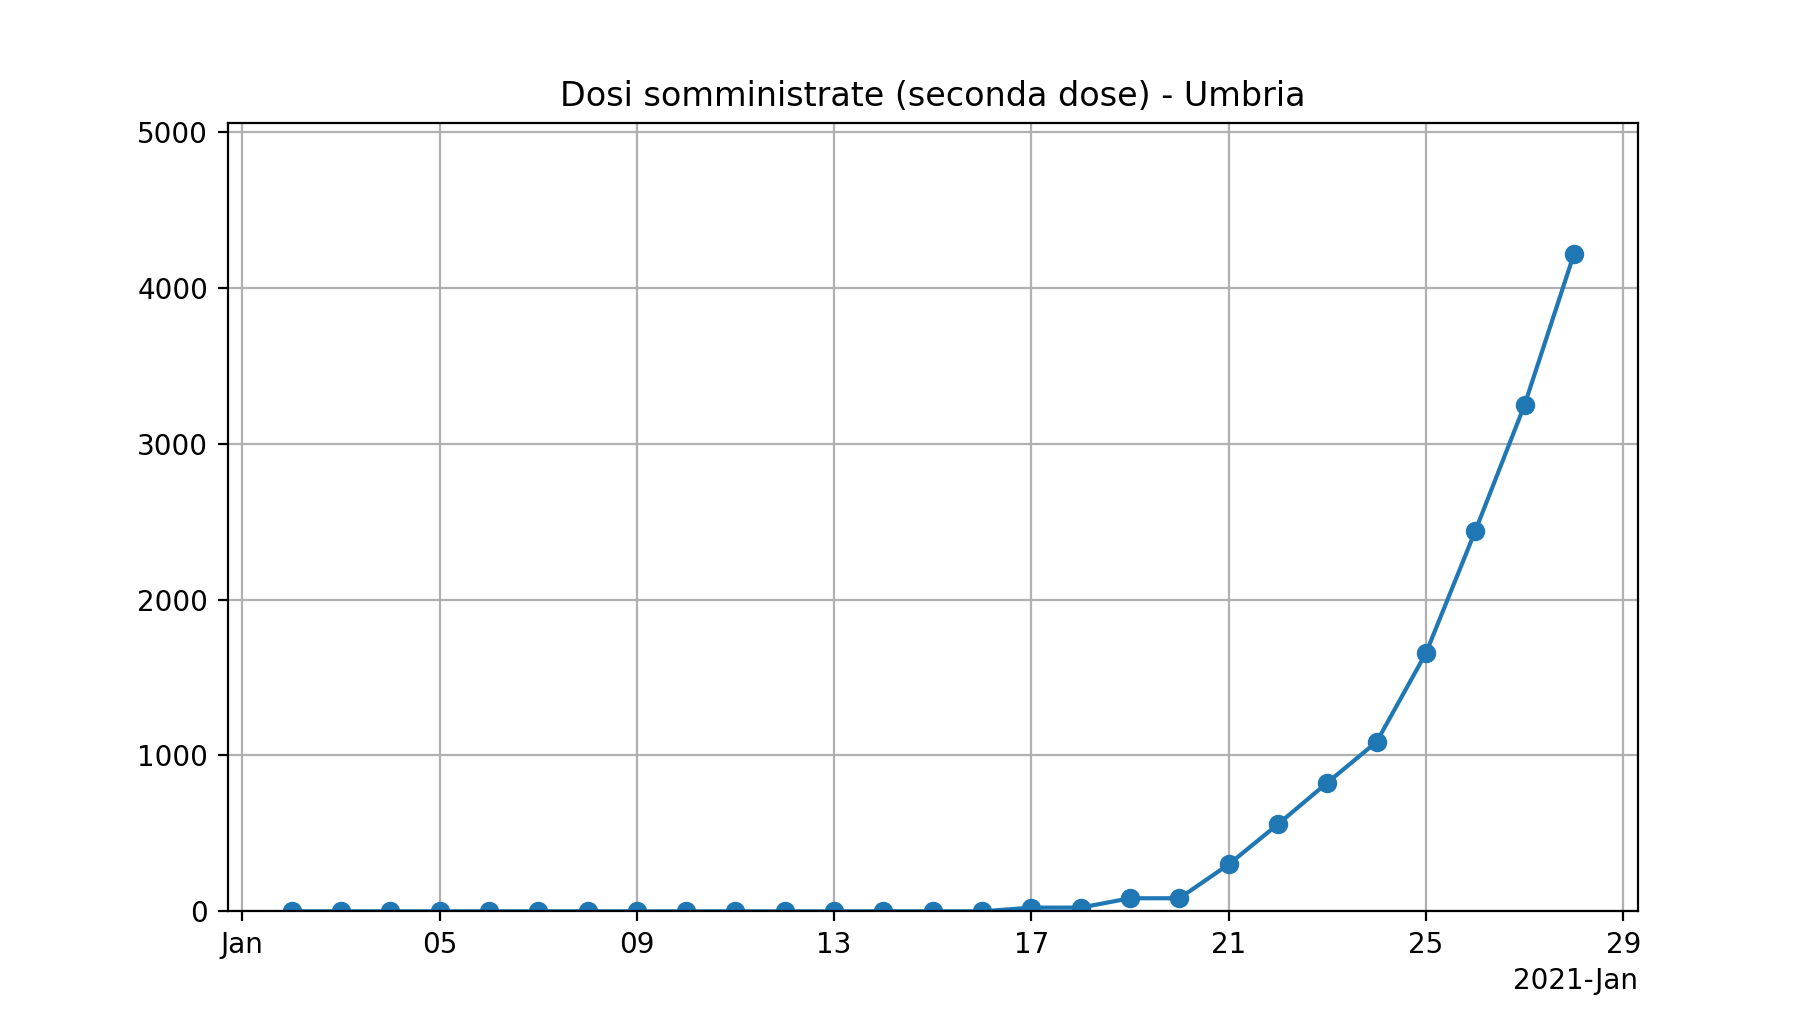 Dosi somministrate (seconda dose) - Umbria
5000
4000
3000
2000
1000
0
Jan 05 09 13 17 21 25 29
2021-Jan